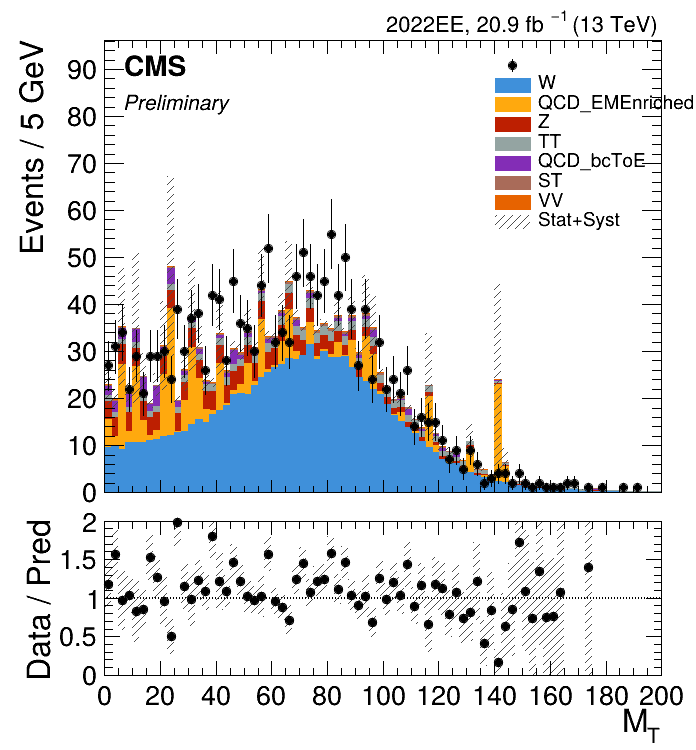 2022EE, 20.9 fb⁻¹ (13 TeV)
Events / 5 GeV
90
80
70
60
50
40
30
20
10
0
CMS
Preliminary
W
QCD_EMEnriched
Z
TT
QCD_bcToE
ST
VV
Stat+Syst
Data / Pred
2
1.5
1
0.5
0
0 20 40 60 80 100 120 140 160 180 200
M_T